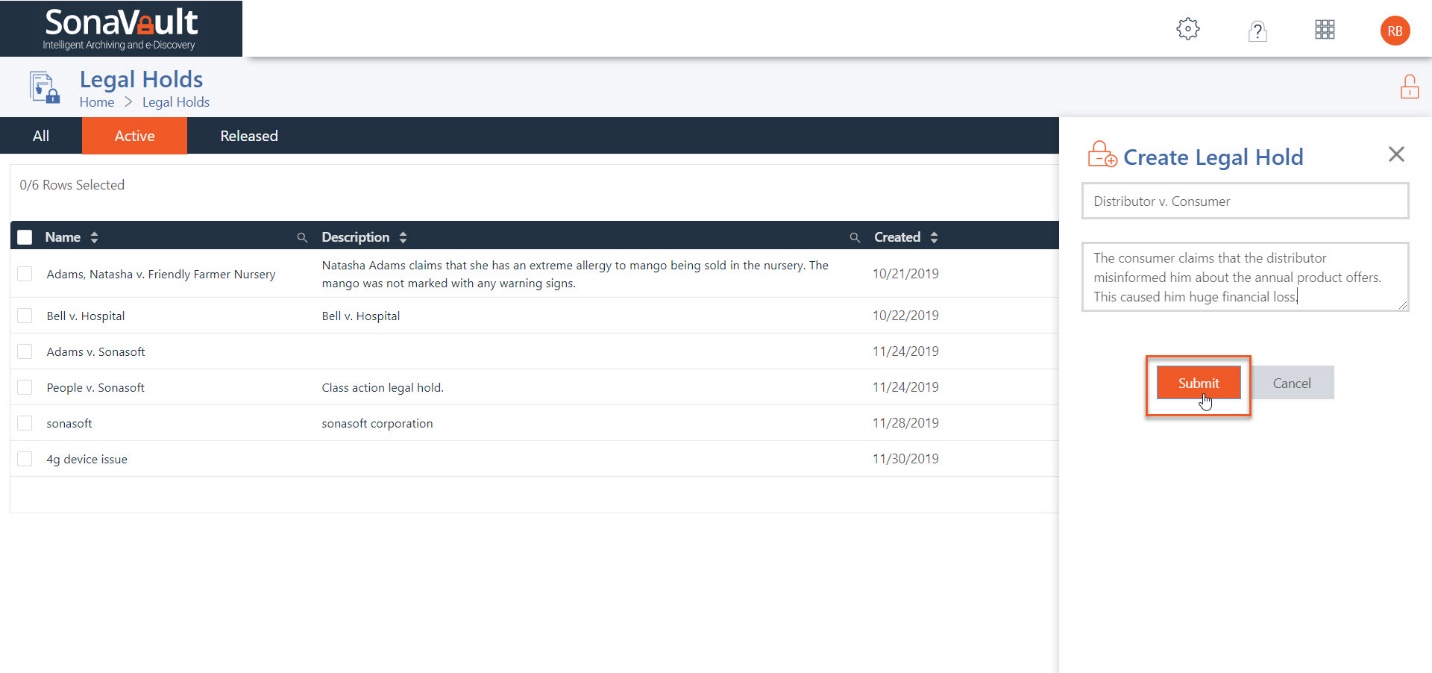 SonaVault
Intelligent Archiving and e-Discovery
?
RB
Legal Holds
Home > Legal Holds
All Active Released
0/6 Rows Selected
Name Description Created
Adams, Natasha v. Friendly Farmer Nursery
Natasha Adams claims that she has an extreme allergy to mango being sold in the nursery. The
mango was not marked with any warning signs.
10/21/2019
Bell v. Hospital Bell v. Hospital 10/22/2019
Adams v. Sonasoft 11/24/2019
People v. Sonasoft Class action legal hold. 11/24/2019
sonasoft sonasoft corporation 11/28/2019
4g device issue 11/30/2019
Create Legal Hold
Distributor v. Consumer
The consumer claims that the distributor
misinformed him about the annual product offers.
This caused him huge financial loss.
Submit Cancel